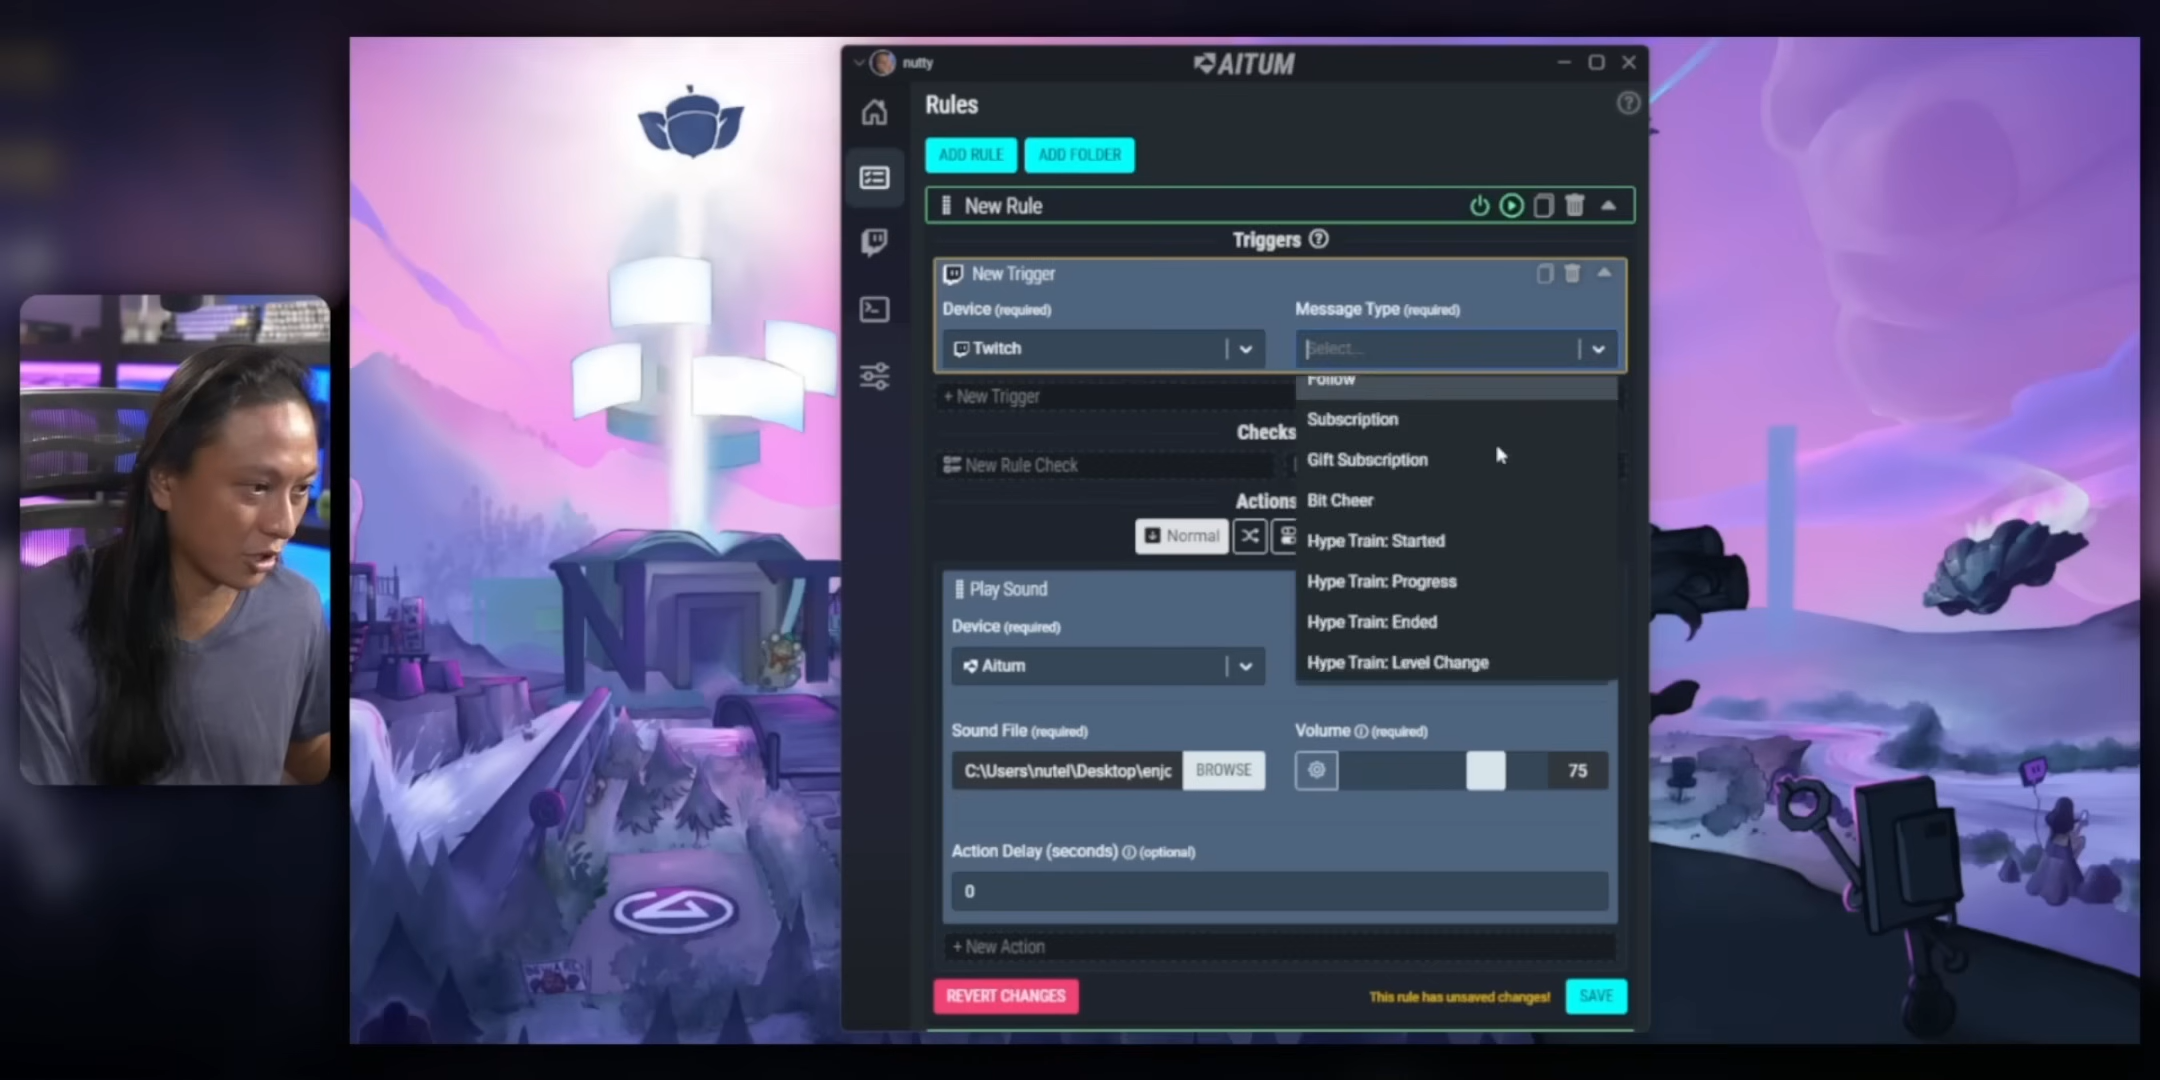 nutty
AITUM
Rules
ADD RULE
ADD FOLDER
New Rule
Triggers
New Trigger
Device (required)
Message Type (required)
Twitch
Select...
Follow
+ New Trigger
Subscription
Checks
Gift Subscription
New Rule Check
Actions
Bit Cheer
Normal
Hype Train: Started
Play Sound
Hype Train: Progress
Device (required)
Hype Train: Ended
Aitum
Hype Train: Level Change
Sound File (required)
Volume (required)
C:\Users\nutel\Desktop\enjc
BROWSE
75
Action Delay (seconds) (optional)
0
+ New Action
REVERT CHANGES
This rule has unsaved changes!
SAVE